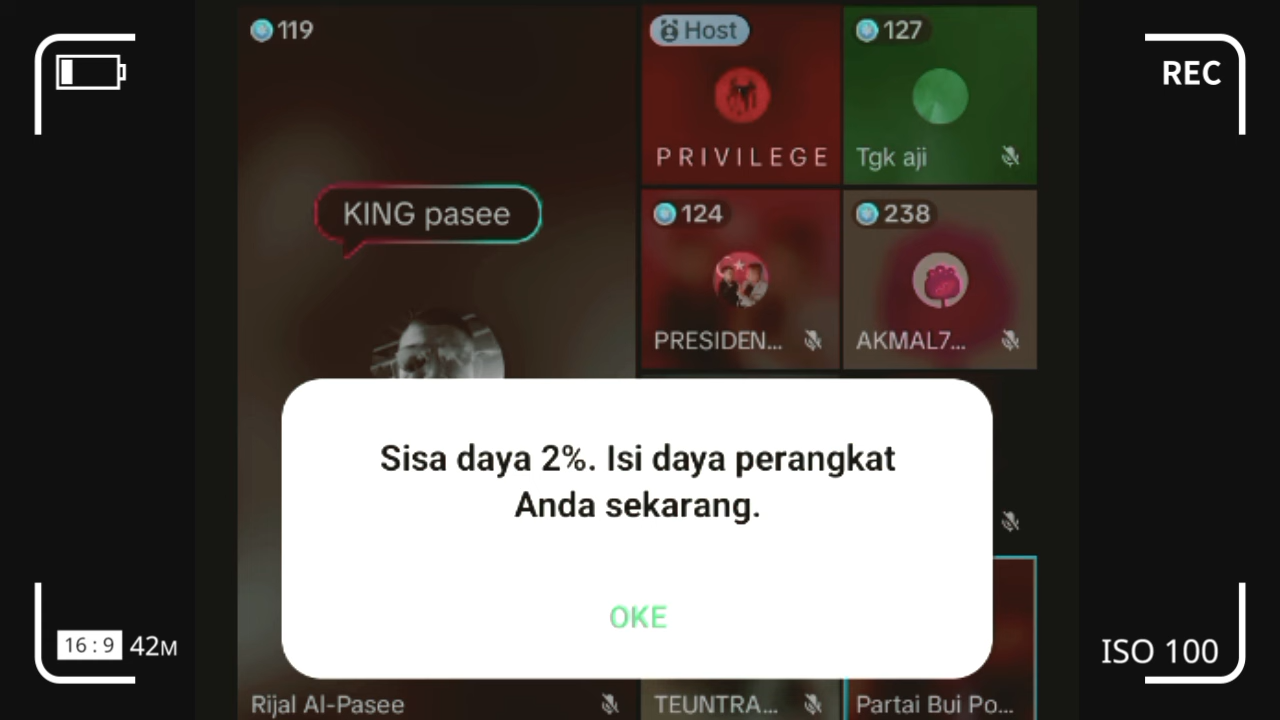 REC
119
Host
127
PRIVILEGE
Tgk aji
KING pasee
124
238
PRESIDEN...
AKMAL7...
Sisa daya 2%. Isi daya perangkat
Anda sekarang.
OKE
16:9 42M
ISO 100
Rijal Al-Pasee
TEUNTRA...
Partai Bui Po...